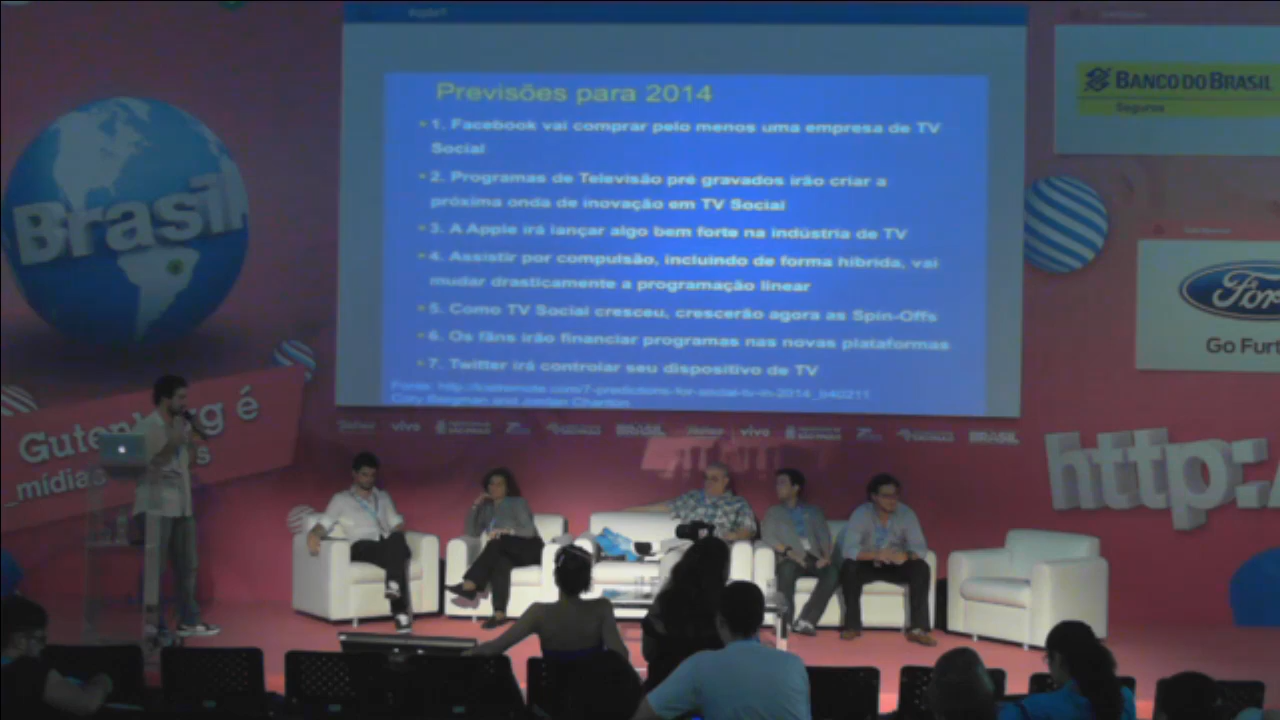 Previsões para 2014
1. Facebook vai comprar pelo menos uma empresa de TV
Social
2. Programas de Televisão pré gravados irão criar a
próxima onda de inovação em TV Social
3. A Apple irá lançar algo bem forte na indústria de TV
4. Assistir por compulsão, incluindo de forma híbrida, vai
mudar drasticamente a programação linear
5. Como TV Social cresceu, crescerão agora as Spin-Offs
6. Os fãns irão financiar programas nas novas plataformas
7. Twitter irá controlar seu dispositivo de TV
Fonte:
BANCO DO BRASIL
Seguros
Brasil
Ford
Go Furt
é
mídias
http:/
vivo
vivo
BRASIL